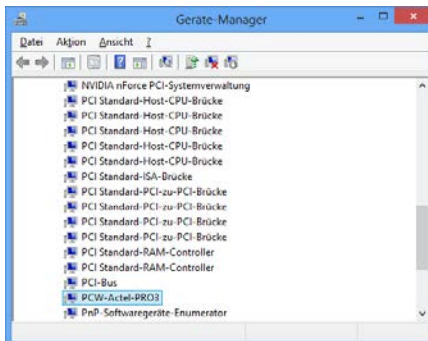 Geräte-Manager
Datei Aktion Ansicht ?
NVIDIA nForce PCI-Systemverwaltung
PCI Standard-Host-CPU-Brücke
PCI Standard-Host-CPU-Brücke
PCI Standard-Host-CPU-Brücke
PCI Standard-Host-CPU-Brücke
PCI Standard-Host-CPU-Brücke
PCI Standard-ISA-Brücke
PCI Standard-PCI-zu-PCI-Brücke
PCI Standard-PCI-zu-PCI-Brücke
PCI Standard-PCI-zu-PCI-Brücke
PCI Standard-PCI-zu-PCI-Brücke
PCI Standard-RAM-Controller
PCI Standard-RAM-Controller
PCI-Bus
PCW-Actel-PRO3
PnP-Softwaregeräte-Enumerator